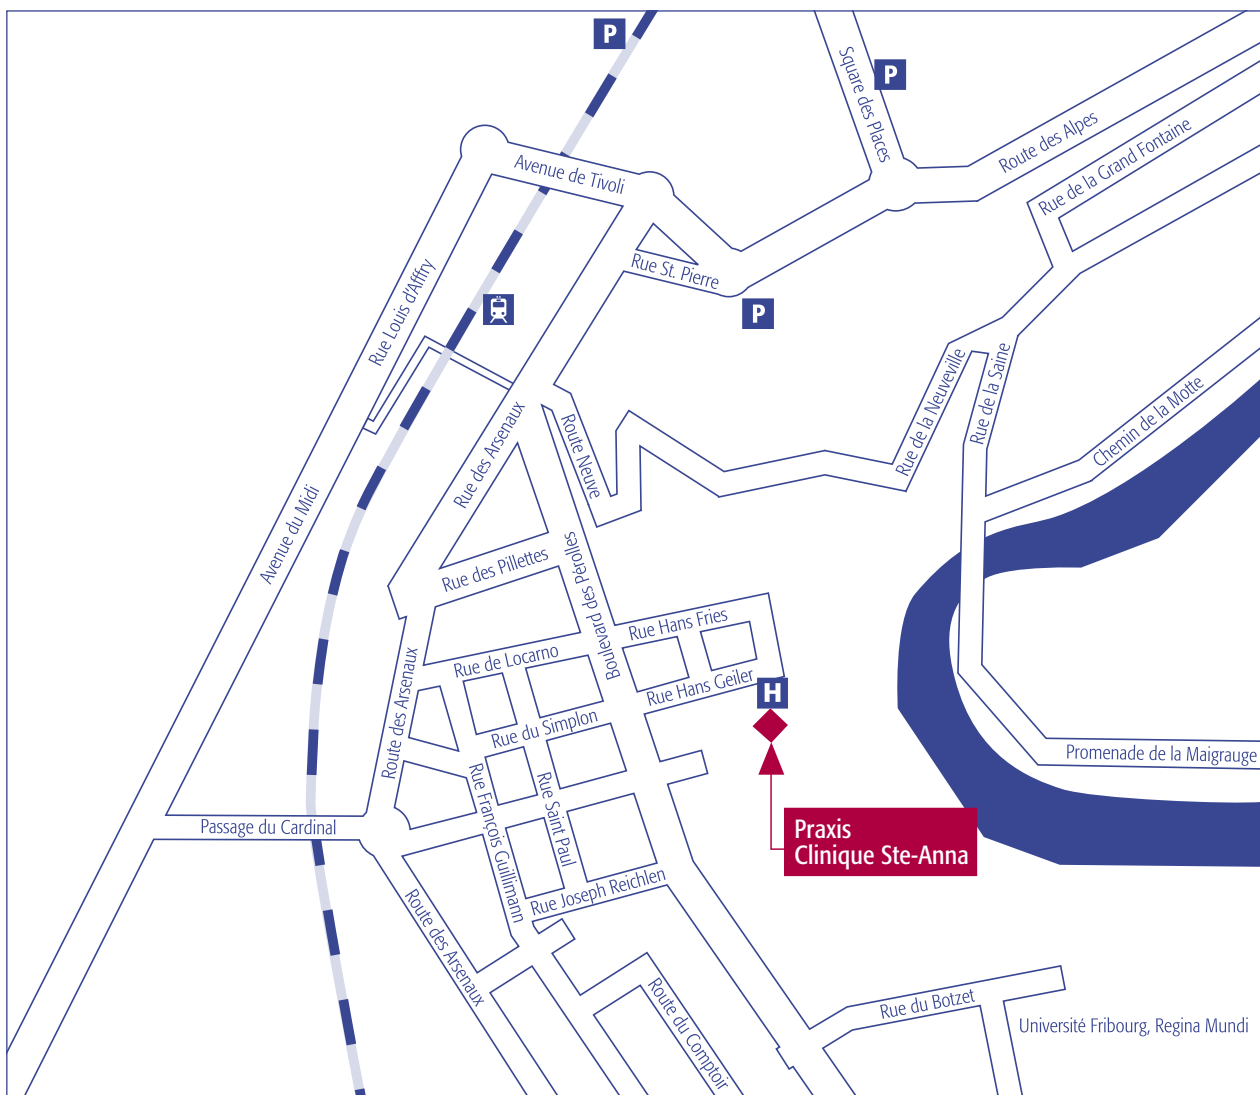 P
Square des Places
P
Route des Alpes
Rue de la Grand Fontaine
Avenue de Tivoli
Rue St. Pierre
P
Rue Louis d'Affry
Rue de la Neuveville
Rue de la Saine
Chemin de la Motte
Rue des Arsenaux
Route Neuve
Avenue du Midi
Rue des Pillettes
Boulevard des Pérolles
Rue Hans Fries
Rue de Locarno
Rue Hans Geiler
H
Route des Arsenaux
Rue du Simplon
Promenade de la Maigrauge
Rue François Guillimann
Rue Saint Paul
Passage du Cardinal
Praxis
Clinique Ste-Anna
Rue Joseph Reichlen
Route des Arsenaux
Route du Comptoir
Rue du Botzet
Université Fribourg, Regina Mundi